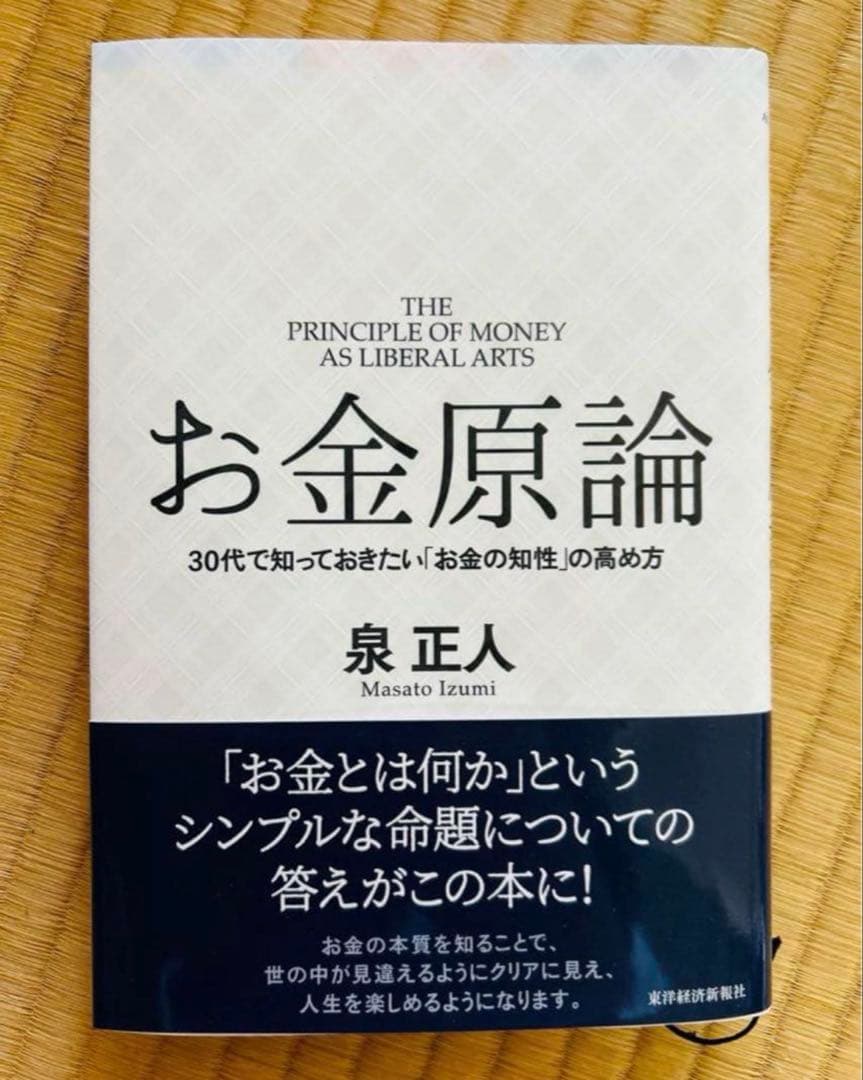 THE
PRINCIPLE OF MONEY
AS LIBERAL ARTS
お金原論
30代で知っておきたい「お金の知性」の高め方
泉 正人
Masato Izumi
「お金とは何か」という
シンプルな命題についての
答えがこの本に!
お金の本質を知ることで、
世の中が見違えるようにクリアに見え、
人生を楽しめるようになります。
東洋経済新報社